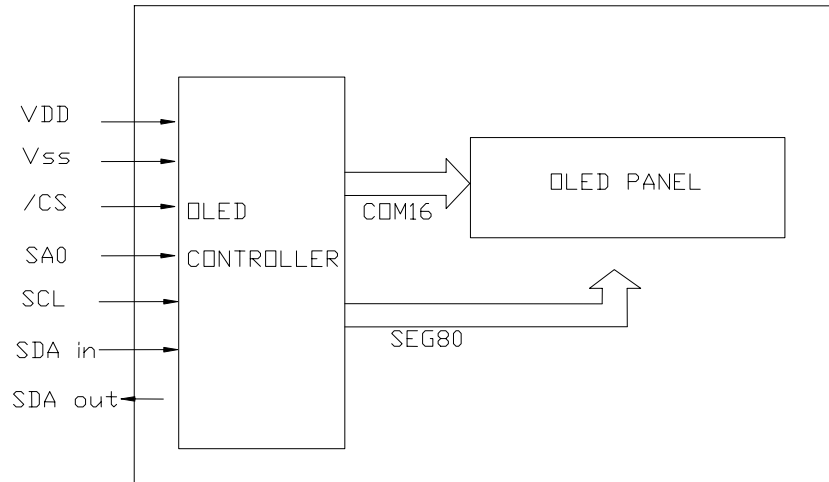 VDD
Vss
/CS
SA0
SCL
SDA in
SDA out
OLED
CONTROLLER
COM16
SEG80
OLED PANEL